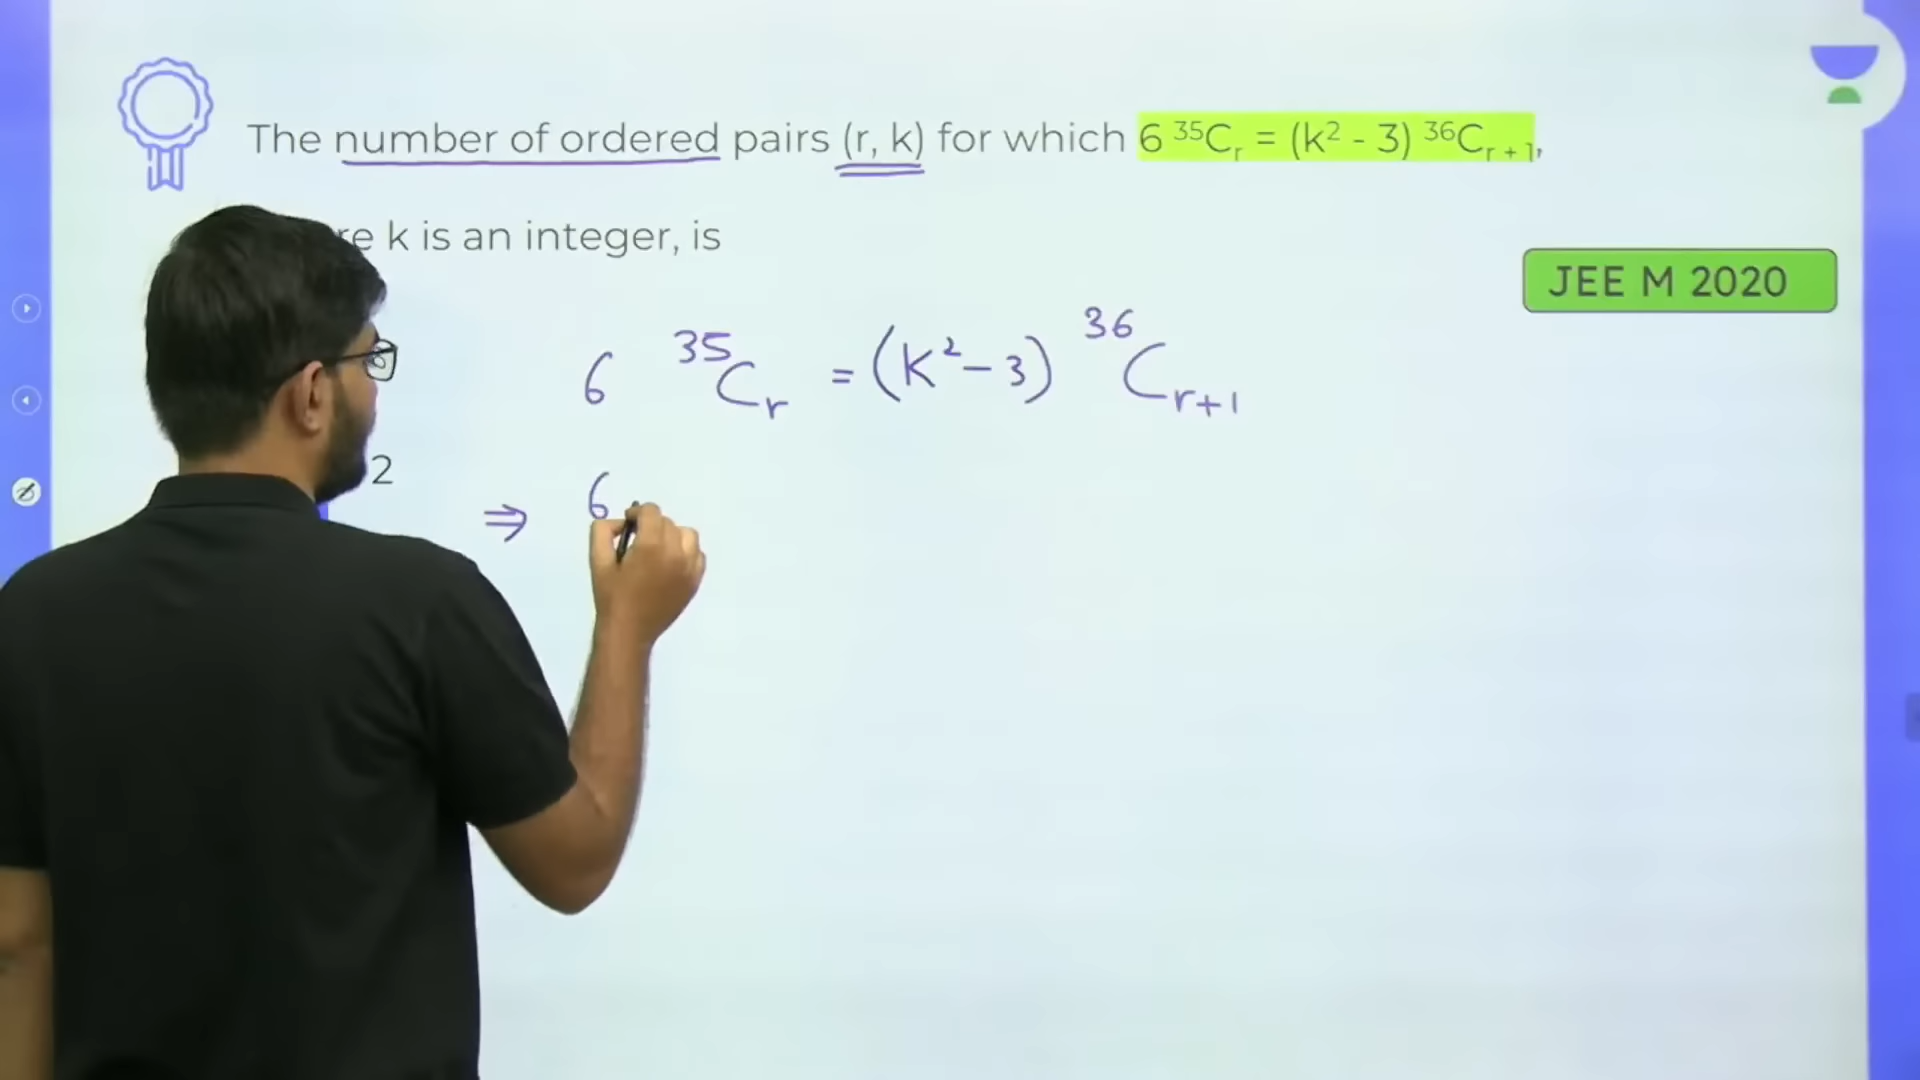 The number of ordered pairs (r, k) for which 6 ³⁵Cᵣ = (k² - 3) ³⁶Cᵣ ₊ ₁,
k is an integer, is
JEE M 2020
6 ³⁵Cᵣ = (K² - 3) ³⁶Cᵣ₊₁
2
⇒ 6